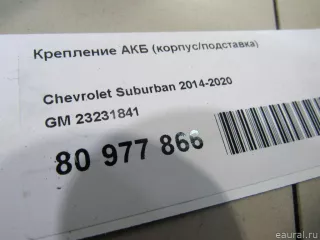 Крепление АКБ (корпус/подставка)
Chevrolet Suburban 2014-2020
GM 23231841
80 977 866
eaural.ru